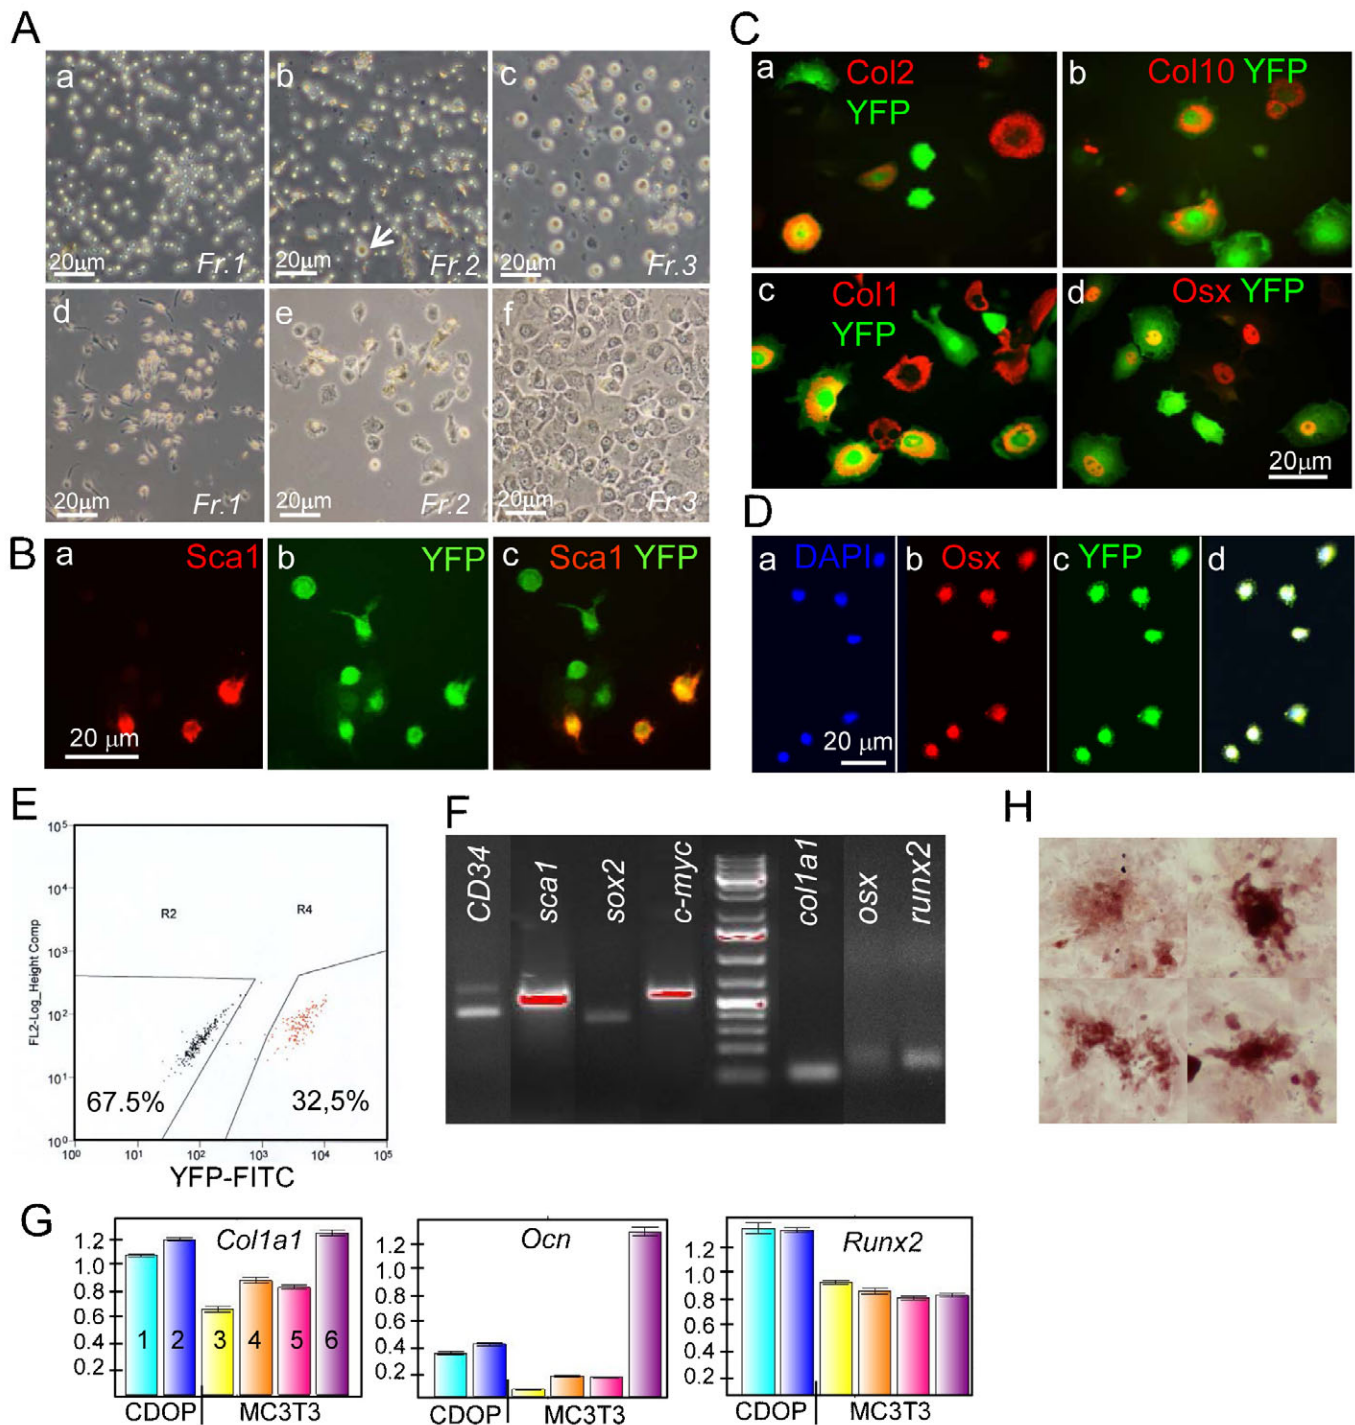 A
a
b
c
20μm
Fr.1
20μm
Fr.2
20μm
Fr.3
d
e
f
20μm
Fr.1
20μm
Fr.2
20μm
Fr.3
B
a
Sca1
b
YFP
c
Sca1 YFP
20 μm
C
a
Col2
YFP
b
Col10 YFP
c
Col1
YFP
d
Osx YFP
20μm
D
a
DAPI
b
Osx
c
YFP
d
20 μm
E
10⁵
10⁴
10³
10²
10¹
10⁰
FL2-Log_Height Comp
R2
R4
67.5%
32,5%
10⁰
10¹
10²
10³
10⁴
10⁵
YFP-FITC
F
CD34
sca1
sox2
c-myc
col1a1
osx
runx2
H
G
Col1a1
1.2
1.0
0.8
0.6
0.4
0.2
1
2
3
4
5
6
CDOP
MC3T3
Ocn
1.2
1.0
0.8
0.6
0.4
0.2
CDOP
MC3T3
Runx2
1.2
1.0
0.8
0.6
0.4
0.2
CDOP
MC3T3